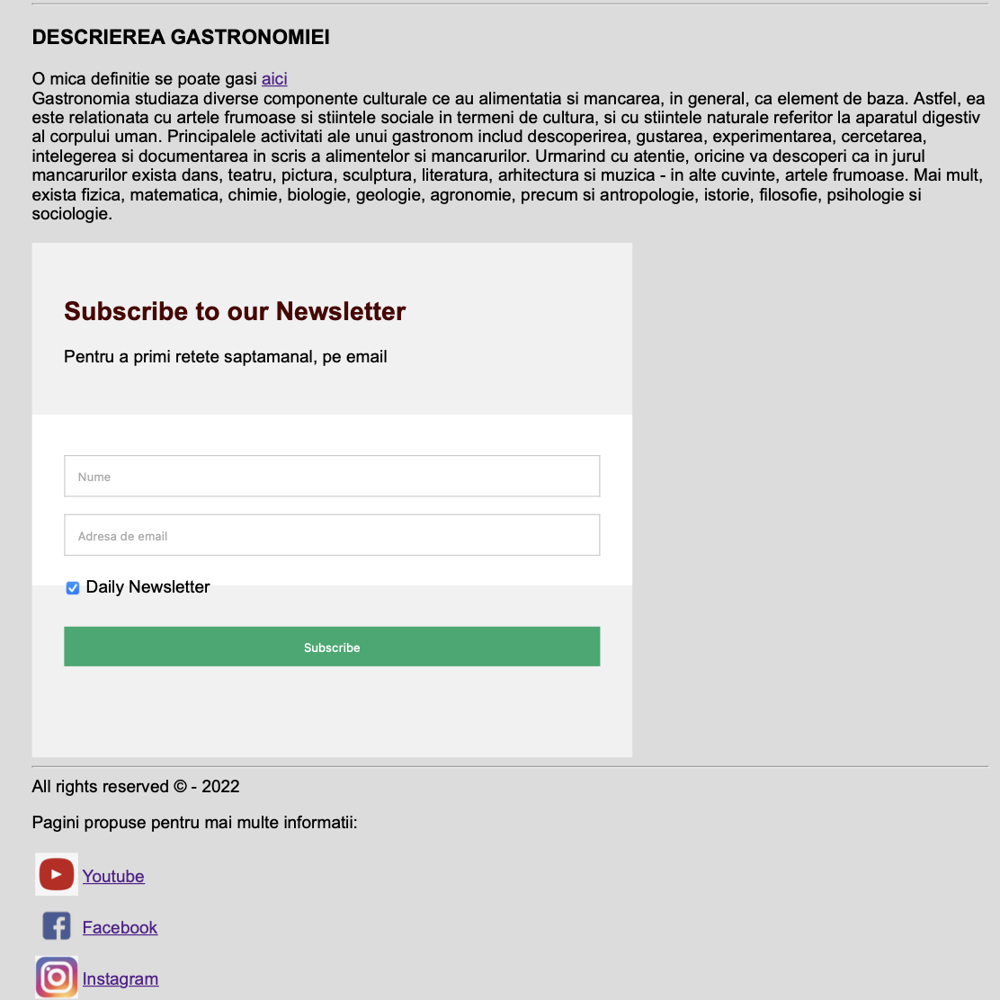 DESCRIEREA GASTRONOMIEI
O mica definitie se poate gasi aici
Gastronomia studiaza diverse componente culturale ce au alimentatia si mancarea, in general, ca element de baza. Astfel, ea
este relationata cu artele frumoase si stiintele sociale in termeni de cultura, si cu stiintele naturale referitor la aparatul digestiv
al corpului uman. Principalele activitati ale unui gastronom includ descoperirea, gustarea, experimentarea, cercetarea,
intelegerea si documentarea in scris a alimentelor si mancarurilor. Urmarind cu atentie, oricine va descoperi ca in jurul
mancarurilor exista dans, teatru, pictura, sculptura, literatura, arhitectura si muzica - in alte cuvinte, artele frumoase. Mai mult,
exista fizica, matematica, chimie, biologie, geologie, agronomie, precum si antropologie, istorie, filosofie, psihologie si
sociologie.
Subscribe to our Newsletter
Pentru a primi retete saptamanal, pe email
Nume
Adresa de email
Daily Newsletter
Subscribe
All rights reserved © - 2022
Pagini propuse pentru mai multe informatii:
Youtube
Facebook
Instagram